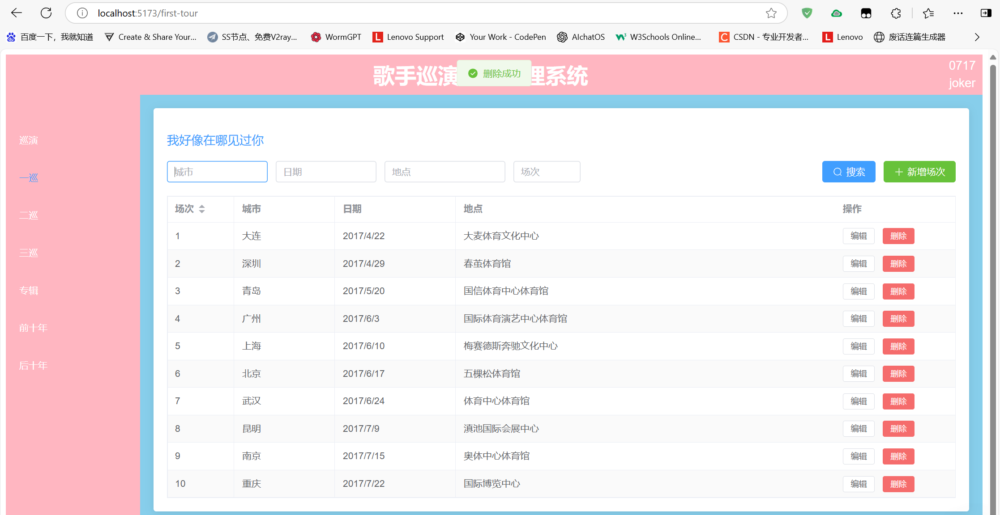 localhost:5173/first-tour
百度一下，我就知道 Create & Share Your... SS节点、免费V2ray... WormGPT Lenovo Support Your Work - CodePen AIchatOS W3Schools Online... CSDN - 专业开发者... Lenovo 废话连篇生成器
歌手巡演 理系统
删除成功
0717
joker
巡演
一巡
二巡
三巡
专辑
前十年
后十年
我好像在哪见过你
城市 日期 地点 场次 搜索 新增场次
场次 城市 日期 地点 操作
1 大连 2017/4/22 大麦体育文化中心 编辑 删除
2 深圳 2017/4/29 春茧体育馆 编辑 删除
3 青岛 2017/5/20 国信体育中心体育馆 编辑 删除
4 广州 2017/6/3 国际体育演艺中心体育馆 编辑 删除
5 上海 2017/6/10 梅赛德斯奔驰文化中心 编辑 删除
6 北京 2017/6/17 五棵松体育馆 编辑 删除
7 武汉 2017/6/24 体育中心体育馆 编辑 删除
8 昆明 2017/7/9 滇池国际会展中心 编辑 删除
9 南京 2017/7/15 奥体中心体育馆 编辑 删除
10 重庆 2017/7/22 国际博览中心 编辑 删除